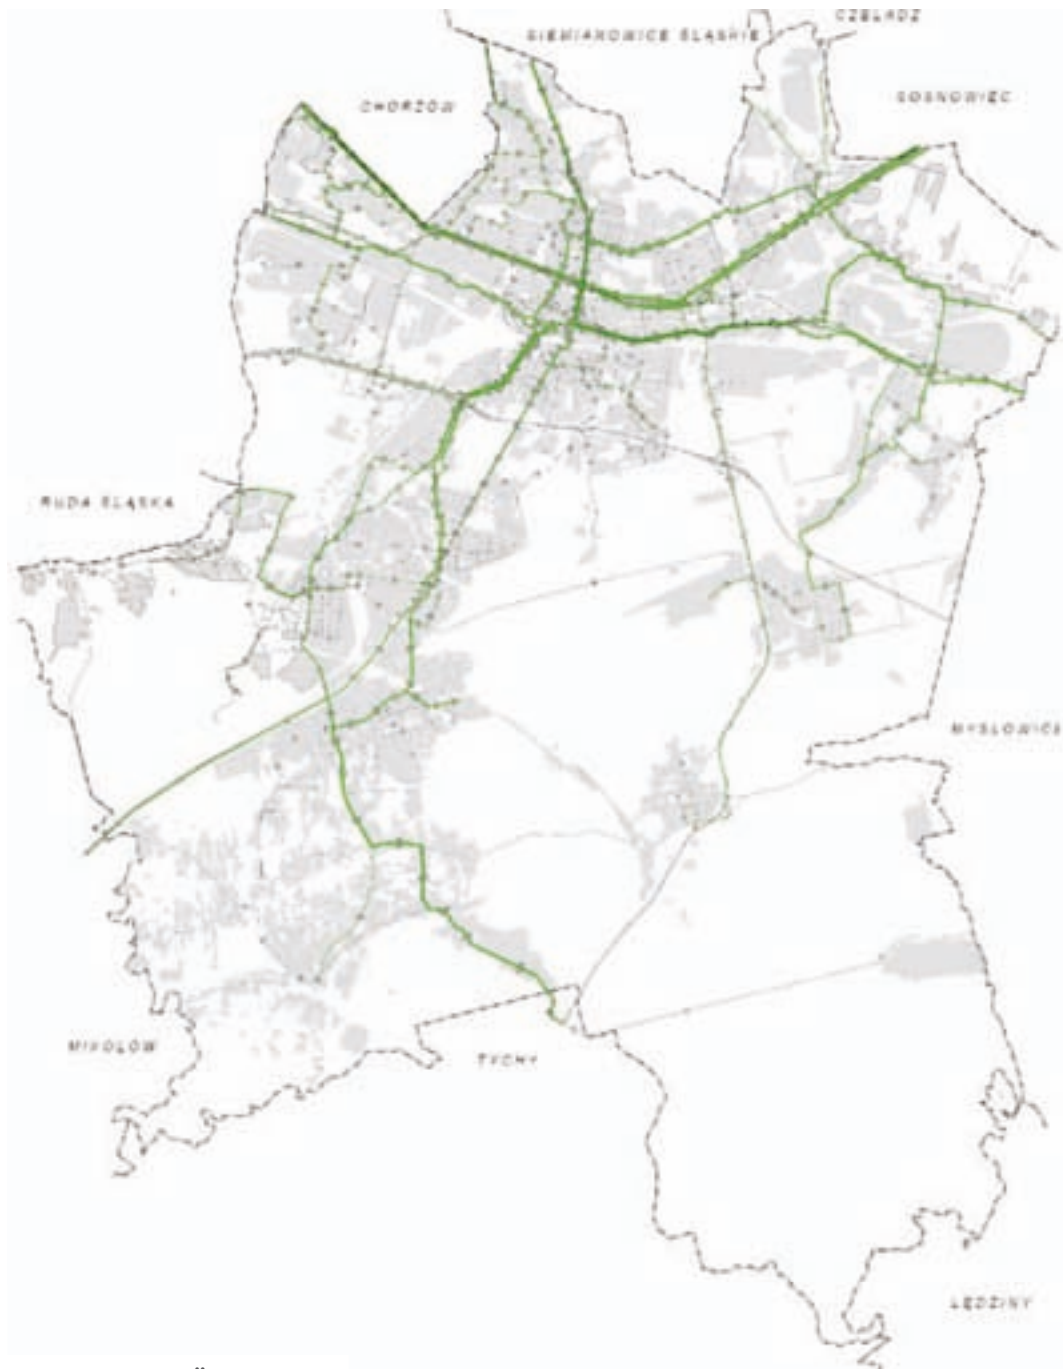 CZELADŹ
SIEMIANOWICE ŚLĄSKIE
SOSNOWIEC
CHORZÓW
RUDA ŚLĄSKA
MYSŁOWICE
MIKOŁÓW
TYCHY
LĘDZINY